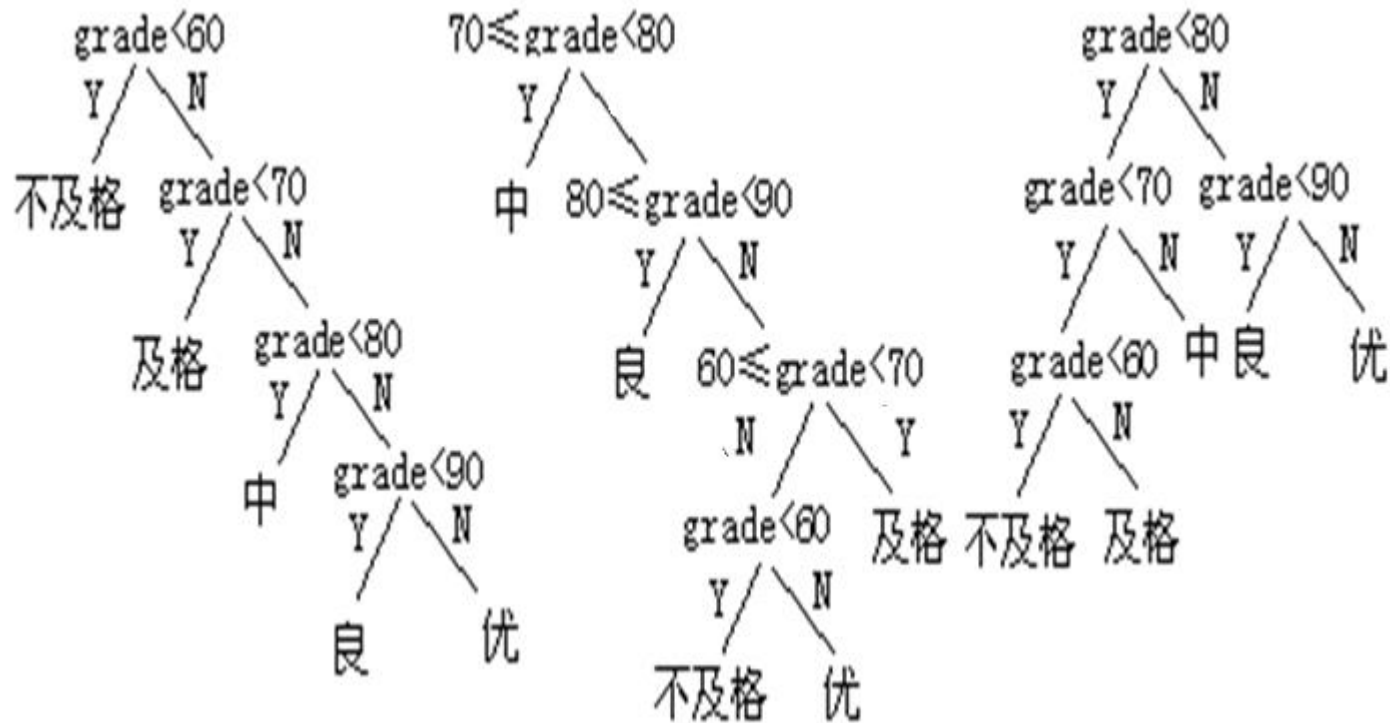 grade<60 70≤grade<80 grade<80
Y N Y Y N
不及格 grade<70 中 80≤grade<90 grade<70 grade<90
Y N Y N Y N Y N
及格 grade<80 良 60≤grade<70 grade<60 中 良 优
Y N N Y Y N
中 grade<90 grade<60 及格 不及格 及格
Y N Y N
良 优 不及格 优